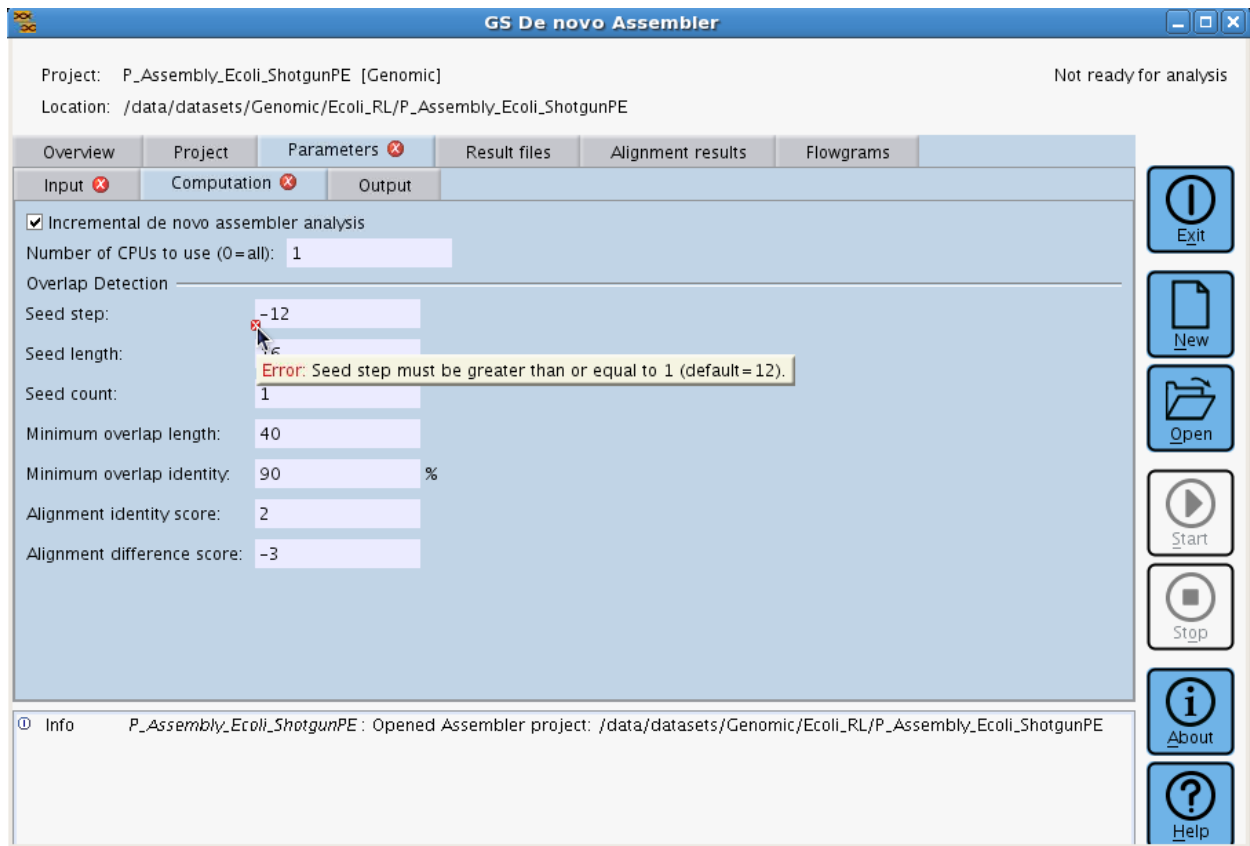 GS De novo Assembler
Project: P_Assembly_Ecoli_ShotgunPE [Genomic]
Not ready for analysis
Location: /data/datasets/Genomic/Ecoli_RL/P_Assembly_Ecoli_ShotgunPE
Overview Project Parameters Result files Alignment results Flowgrams
Input Computation Output
Incremental de novo assembler analysis
Number of CPUs to use (0=all): 1
Overlap Detection
Seed step: -12
Seed length:
Error: Seed step must be greater than or equal to 1 (default=12).
Seed count: 1
Minimum overlap length: 40
Minimum overlap identity: 90 %
Alignment identity score: 2
Alignment difference score: -3
Exit
New
Open
Start
Stop
About
Help
Info P_Assembly_Ecoli_ShotgunPE : Opened Assembler project: /data/datasets/Genomic/Ecoli_RL/P_Assembly_Ecoli_ShotgunPE